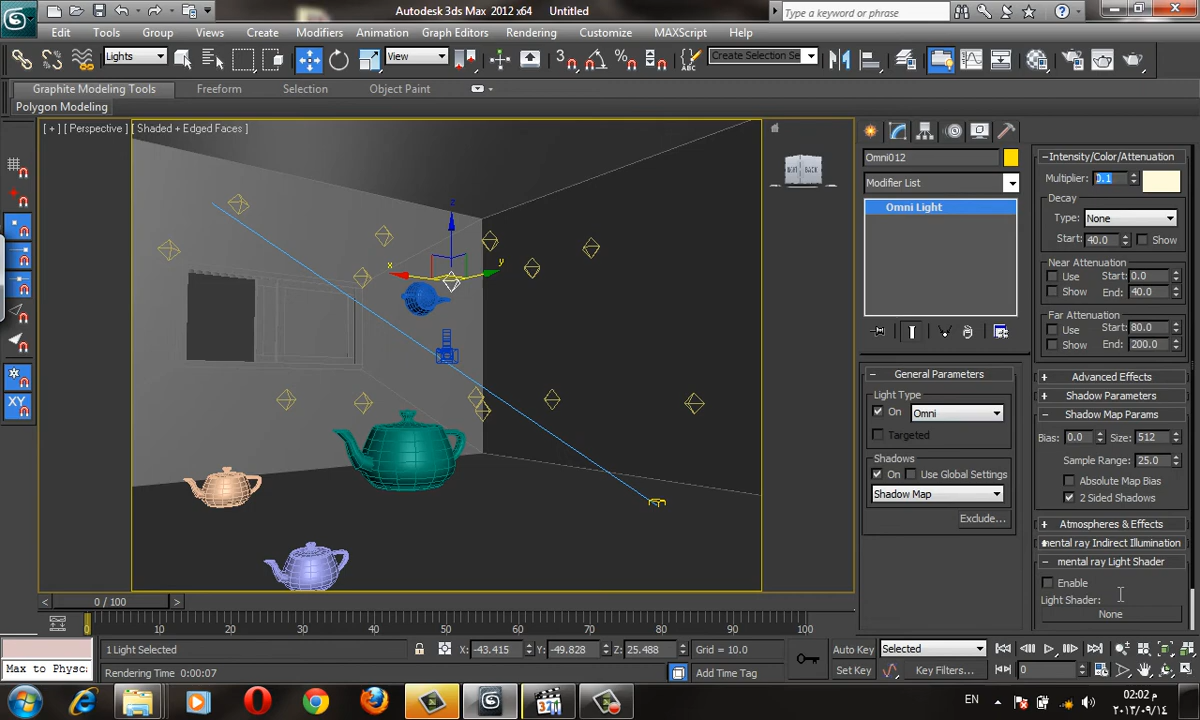 Autodesk 3ds Max 2012 x64 Untitled
Type a keyword or phrase
Edit Tools Group Views Create Modifiers Animation Graph Editors Rendering Customize MAXScript Help
Lights View 3 Create Selection Se
Graphite Modeling Tools Freeform Selection Object Paint
Polygon Modeling
[ + ] [ Perspective ] [ Shaded + Edged Faces ]
z
x
y
XY
Omni012
Modifier List
Omni Light
General Parameters
Light Type
On Omni
Targeted
Shadows
On Use Global Settings
Shadow Map
Exclude...
Intensity/Color/Attenuation
Multiplier: 0.1
Decay
Type: None
Start: 40.0 Show
Near Attenuation
Use Start: 0.0
Show End: 40.0
Far Attenuation
Use Start: 80.0
Show End: 200.0
Advanced Effects
Shadow Parameters
Shadow Map Params
Bias: 0.0 Size: 512
Sample Range: 25.0
Absolute Map Bias
2 Sided Shadows
Atmospheres & Effects
mental ray Indirect Illumination
mental ray Light Shader
Enable
Light Shader:
None
0 / 100
0 10 20 30 40 50 60 70 80 90 100
1 Light Selected X: -43.415 Y: -49.828 Z: 25.488 Grid = 10.0 Auto Key Selected
Max to Physc
Rendering Time 0:00:07 Add Time Tag Set Key Key Filters... 0
EN
02:02 م
٢٠١٣/٠٩/١٤